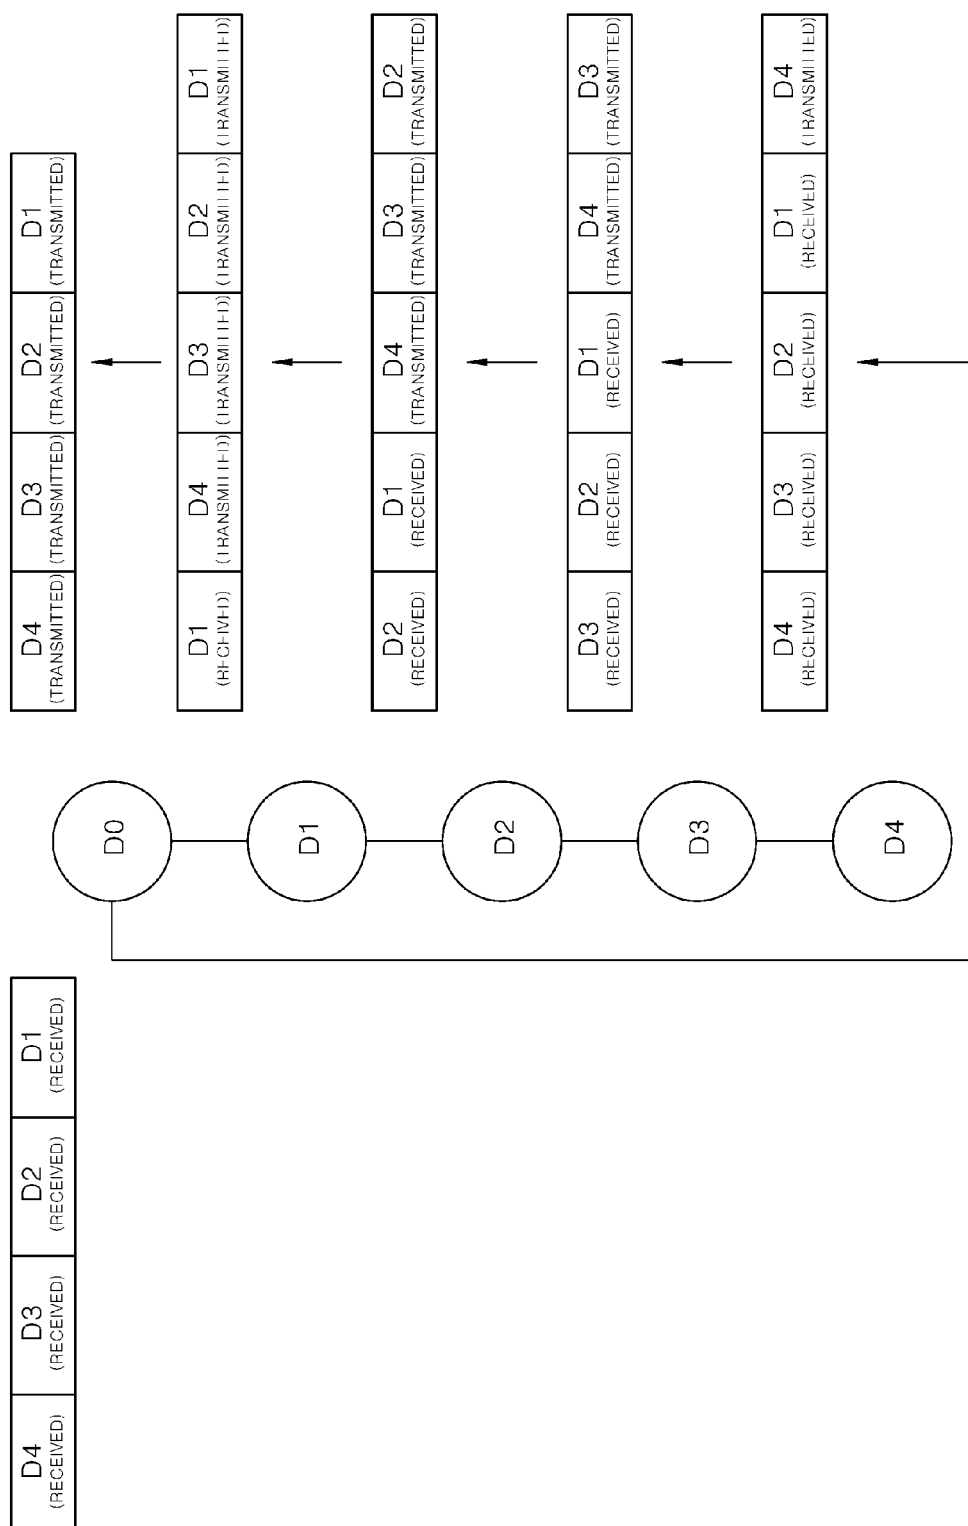 D4 D3 D2 D1 D4 D3 D2 D1
(RECEIVED) (RECEIVED) (RECEIVED) (RECEIVED) (TRANSMITTED) (TRANSMITTED) (TRANSMITTED) (TRANSMITTED)
D0
D1 D4 D3 D2 D1
(RECEIVED) (TRANSMITTED) (TRANSMITTED) (TRANSMITTED) (TRANSMITTED)
D1
D2 D1 D4 D3 D2
(RECEIVED) (RECEIVED) (TRANSMITTED) (TRANSMITTED) (TRANSMITTED)
D2
D3 D2 D1 D4 D3
(RECEIVED) (RECEIVED) (RECEIVED) (TRANSMITTED) (TRANSMITTED)
D3
D4 D3 D2 D1 D4
(RECEIVED) (RECEIVED) (RECEIVED) (RECEIVED) (TRANSMITTED)
D4